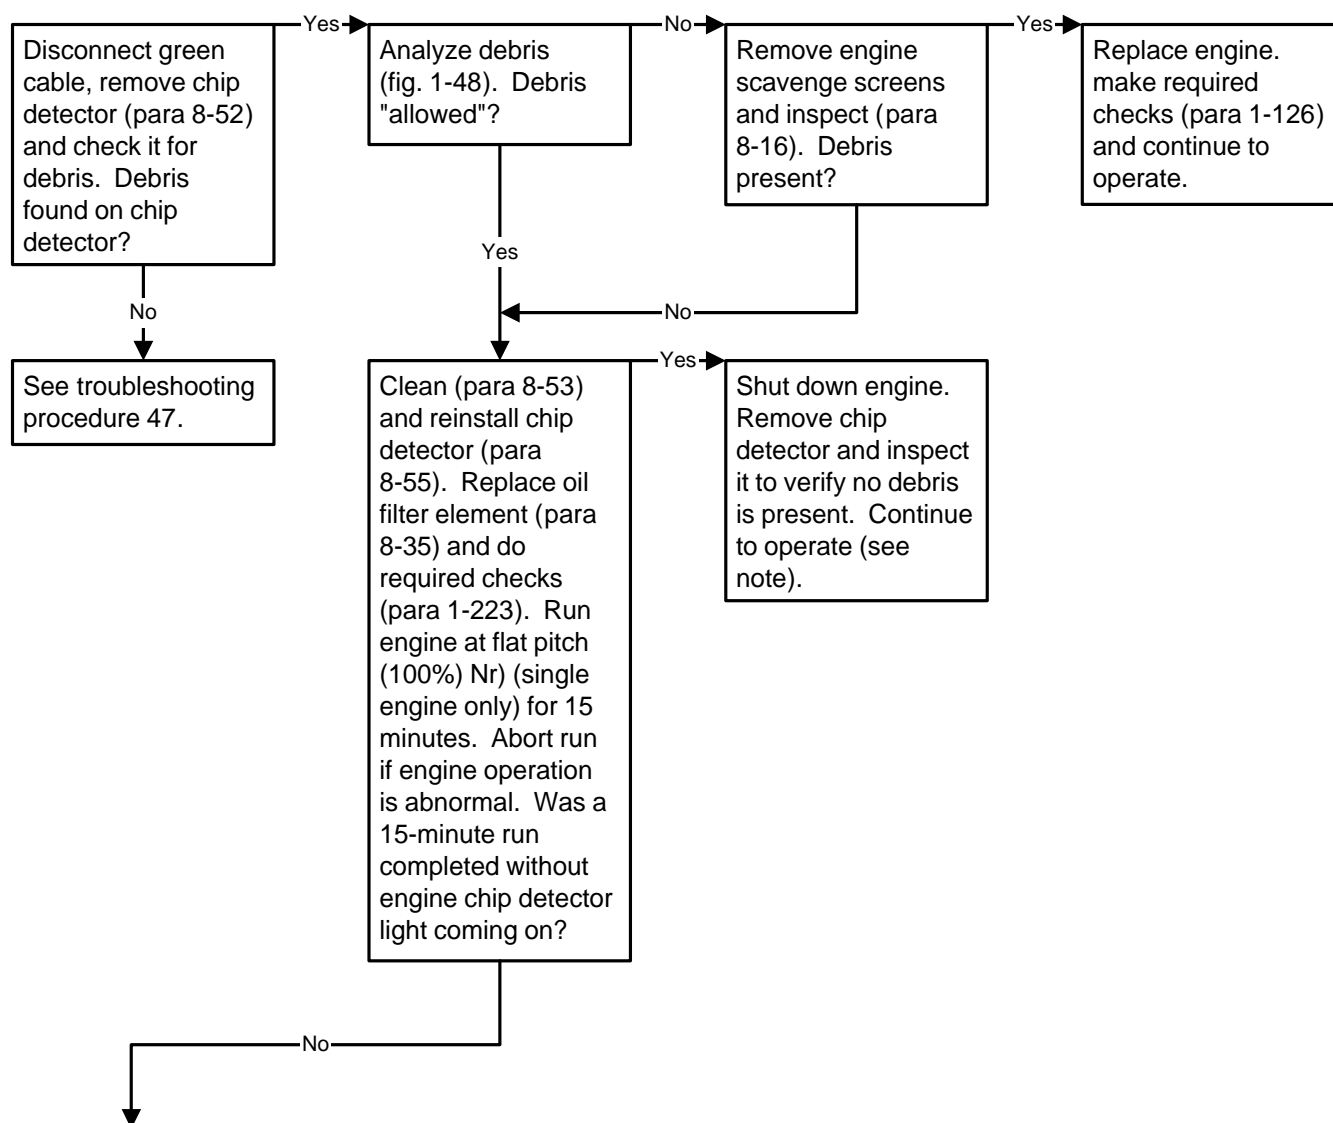 Disconnect green
cable, remove chip
detector (para 8-52)
and check it for
debris.  Debris
found on chip
detector?
Yes
Analyze debris
(fig. 1-48).  Debris
"allowed"?
No
Remove engine
scavenge screens
and inspect (para
8-16).  Debris
present?
Yes
Replace engine.
make required
checks (para 1-126)
and continue to
operate.
Yes
No
No
See troubleshooting
procedure 47.
Clean (para 8-53)
and reinstall chip
detector (para
8-55).  Replace oil
filter element (para
8-35) and do
required checks
(para 1-223).  Run
engine at flat pitch
(100%) Nr) (single
engine only) for 15
minutes.  Abort run
if engine operation
is abnormal.  Was a
15-minute run
completed without
engine chip detector
light coming on?
Yes
Shut down engine.
Remove chip
detector and inspect
it to verify no debris
is present.  Continue
to operate (see
note).
No